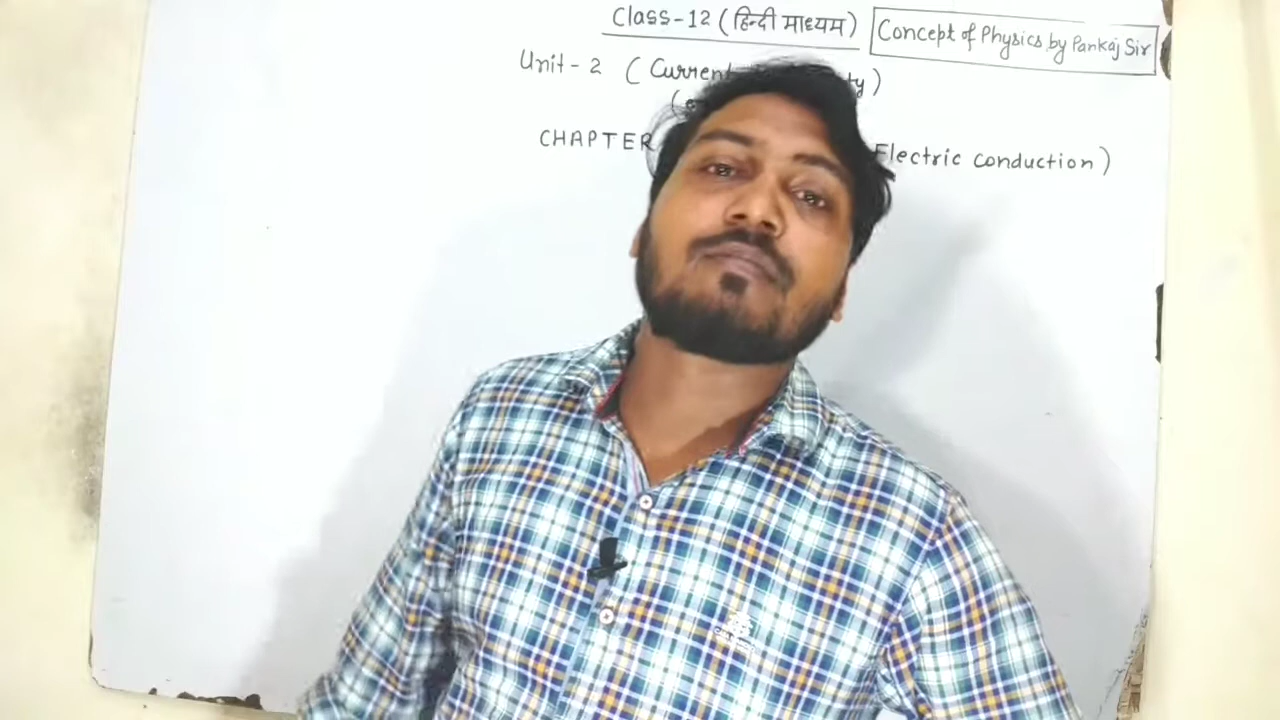 Class-12 (हिन्दी माध्यम)
Concept of Physics by Pankaj Sir
Unit - 2 (Current
CHAPTER Electric conduction)